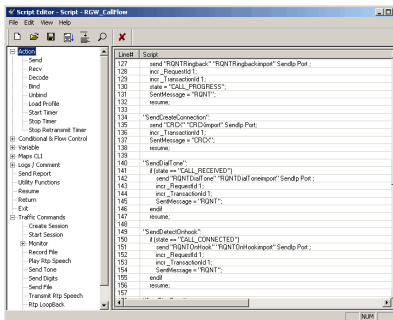 Script Editor - Script - RGW_Callflow
File Edit View Help
Action
Send
Recv
Decode
Bind
Unbind
Load Profile
Start Timer
Stop Timer
Stop Retransmit Timer
Conditional & Flow Control
Variable
Maps CLI
Logs / Comment
Send Report
Utility Functions
Resume
Return
Exit
Traffic Commands
Create Session
Start Session
Monitor
Record File
Play Rtp Speech
Send Tone
Send Digits
Send File
Transmit Rtp Speech
Rtp LoopBack
Line# Script
127 send "RQNTRingback" "RQNTRingbackimport" SendIp Port ;
128 incr _RequestId 1;
129 incr _TransactionId 1;
130 state = "CALL_PROGRESS";
131 SentMessage = "RQNT";
132 resume;
133
134 "SendCreateConnection":
135 send "CRCX" "CRCXimport" SendIp Port;
136 incr _TransactionId 1;
137 SentMessage = "CRCX";
138 resume;
139
140 "SendDialTone":
141 if (state == "CALL_RECEIVED")
142 send "RQNTDialTone" "RQNTDialToneimport" SendIp Port ;
143 incr _RequestId 1;
144 incr _TransactionId 1;
145 SentMessage = "RQNT";
146 endif
147 resume;
148
149 "SendDetectOnhook":
150 if (state == "CALL_CONNECTED")
151 send "RQNTOnHook" "RQNTOnHookimport" SendIp Port ;
152 incr _RequestId 1;
153 incr _TransactionId 1;
154 SentMessage = "RQNT";
155 endif
156 resume;
157
NUM